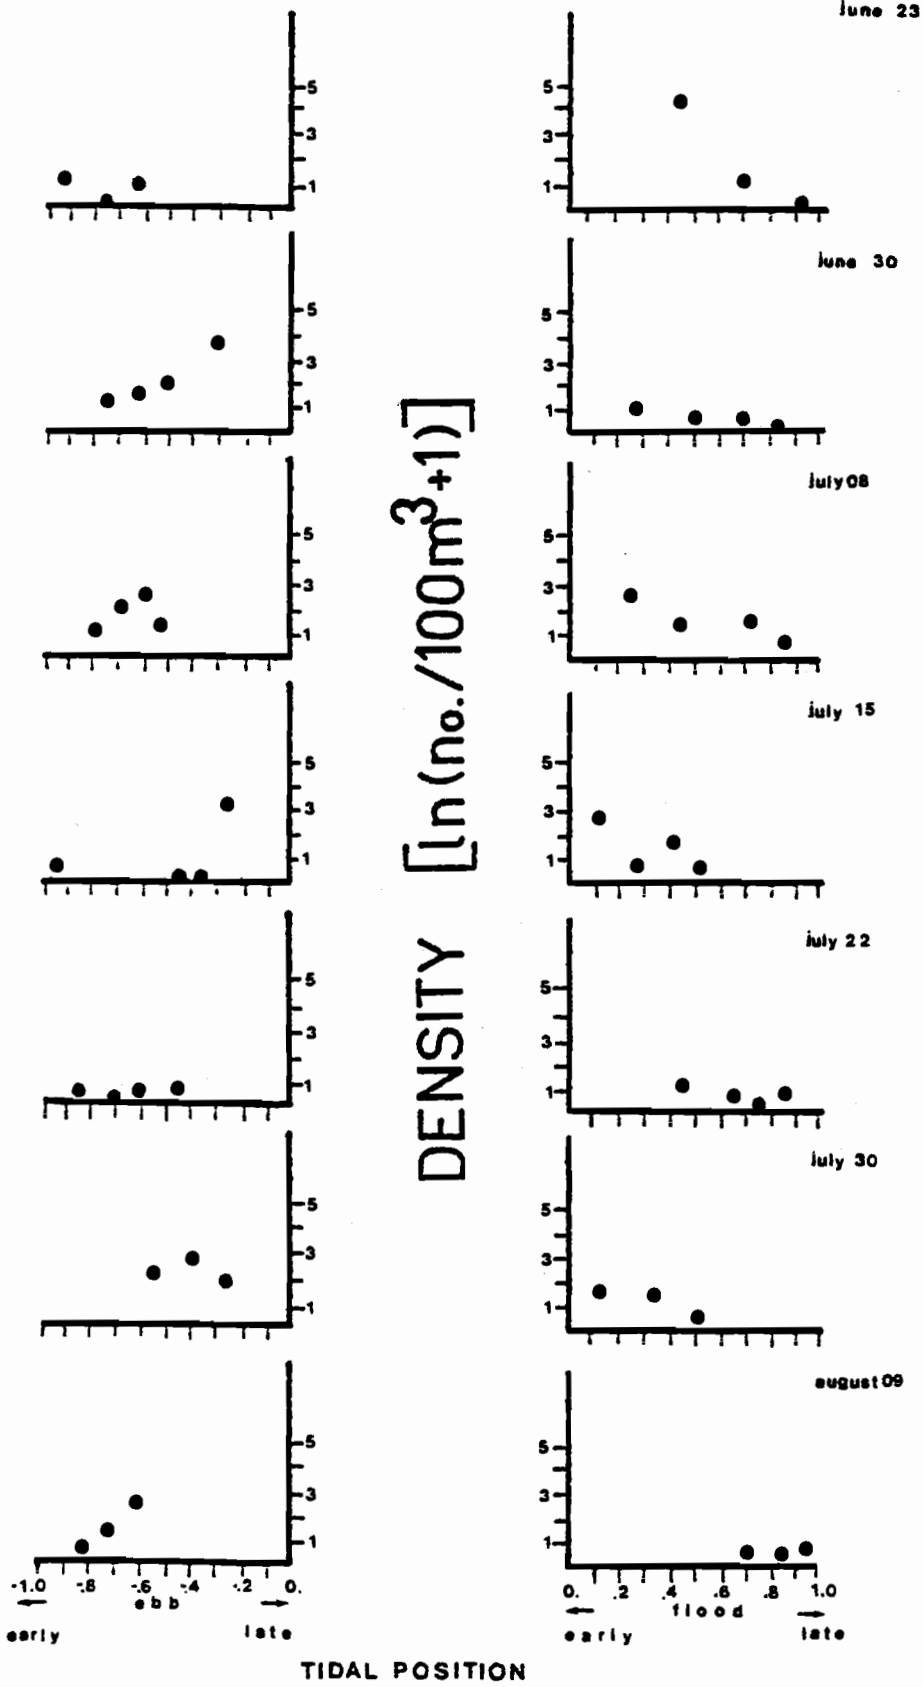 june 23
5 5
3 3
1 1
june 30
5 5
3 3
1 1
july 08
5 5
3 3
1 1
july 15
5 5
3 3
1 1
july 22
5 5
3 3
1 1
july 30
5 5
3 3
1 1
august 09
5 5
3 3
1 1
DENSITY [ln(no./100m³+1)]
-1.0 -.8 -.6 -.4 -.2 0. 0. .2 .4 .6 .8 1.0
← ebb → ← flood →
early late early late
TIDAL POSITION